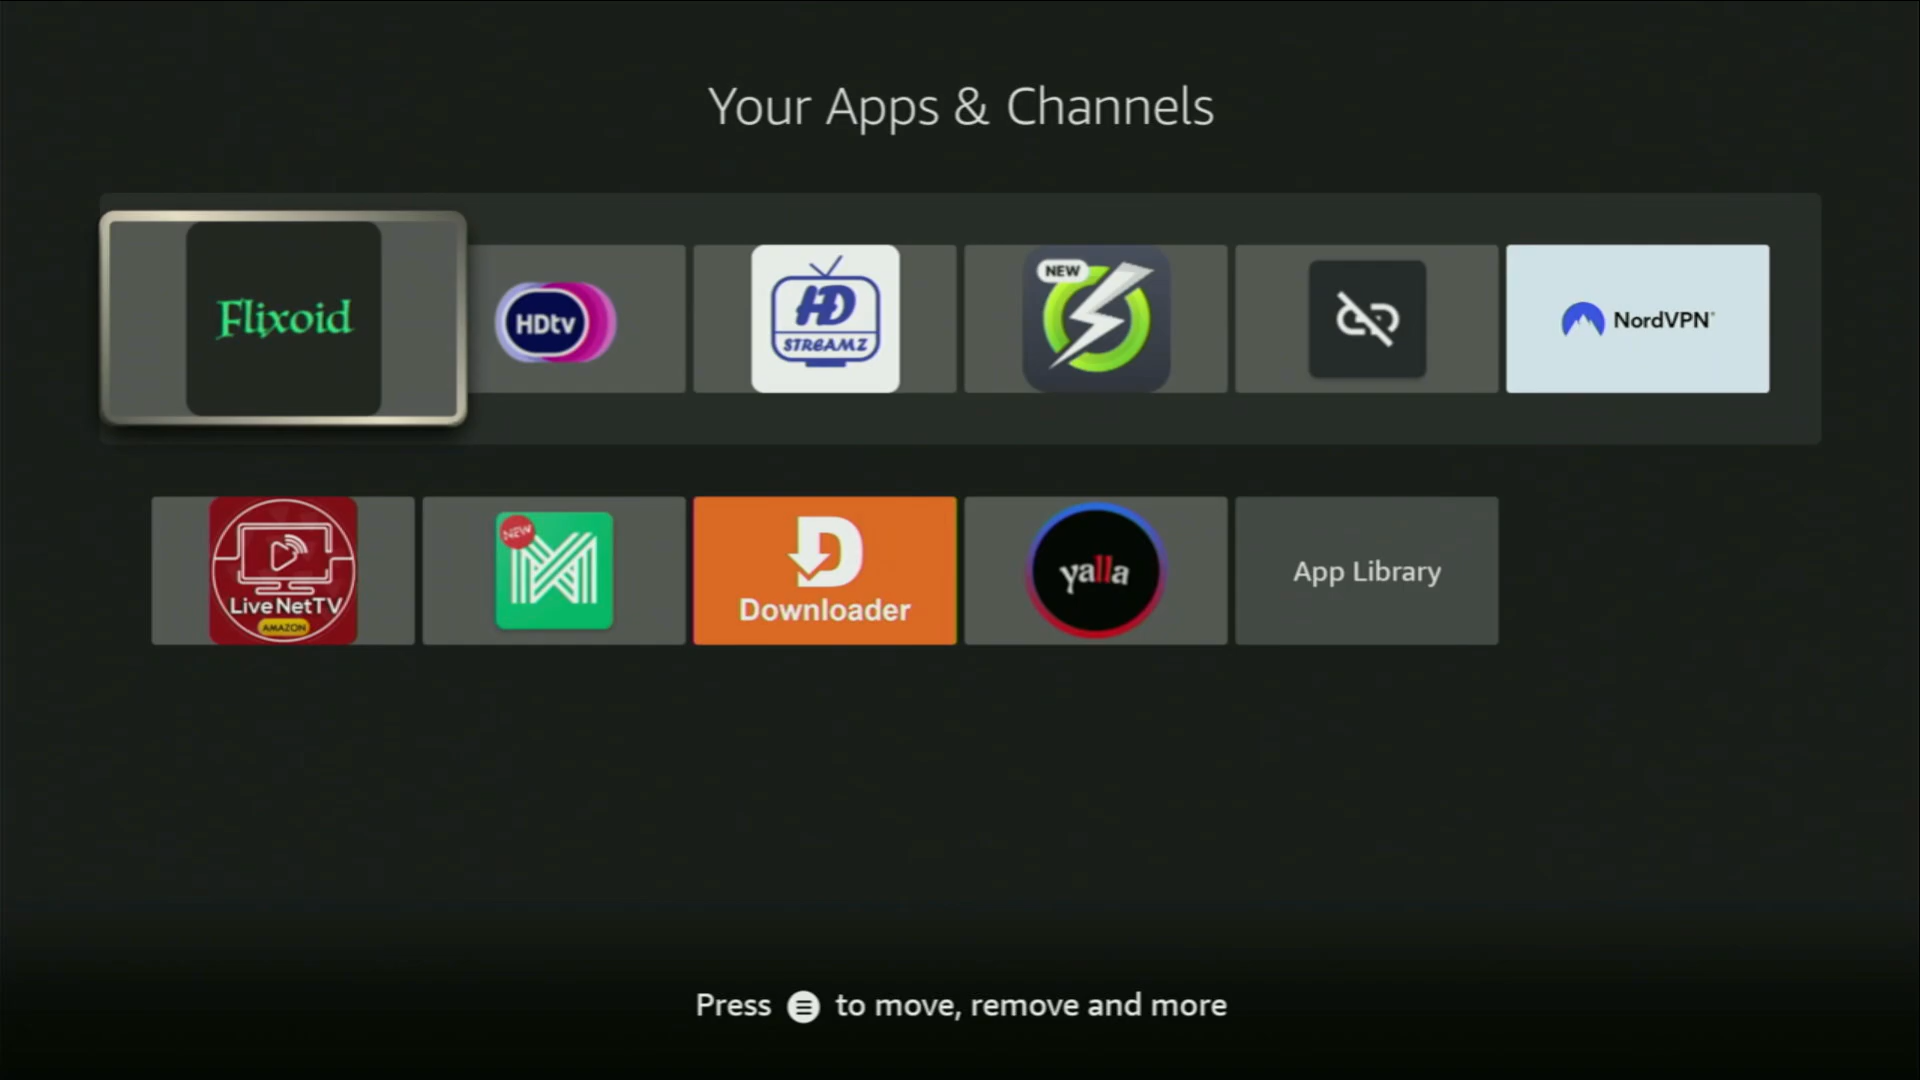 Your Apps & Channels
Flixoid
HDtv
HD
STREAMZ
NEW
NordVPN®
Live NetTV
AMAZON
NEW
Downloader
yalla
App Library
Press to move, remove and more